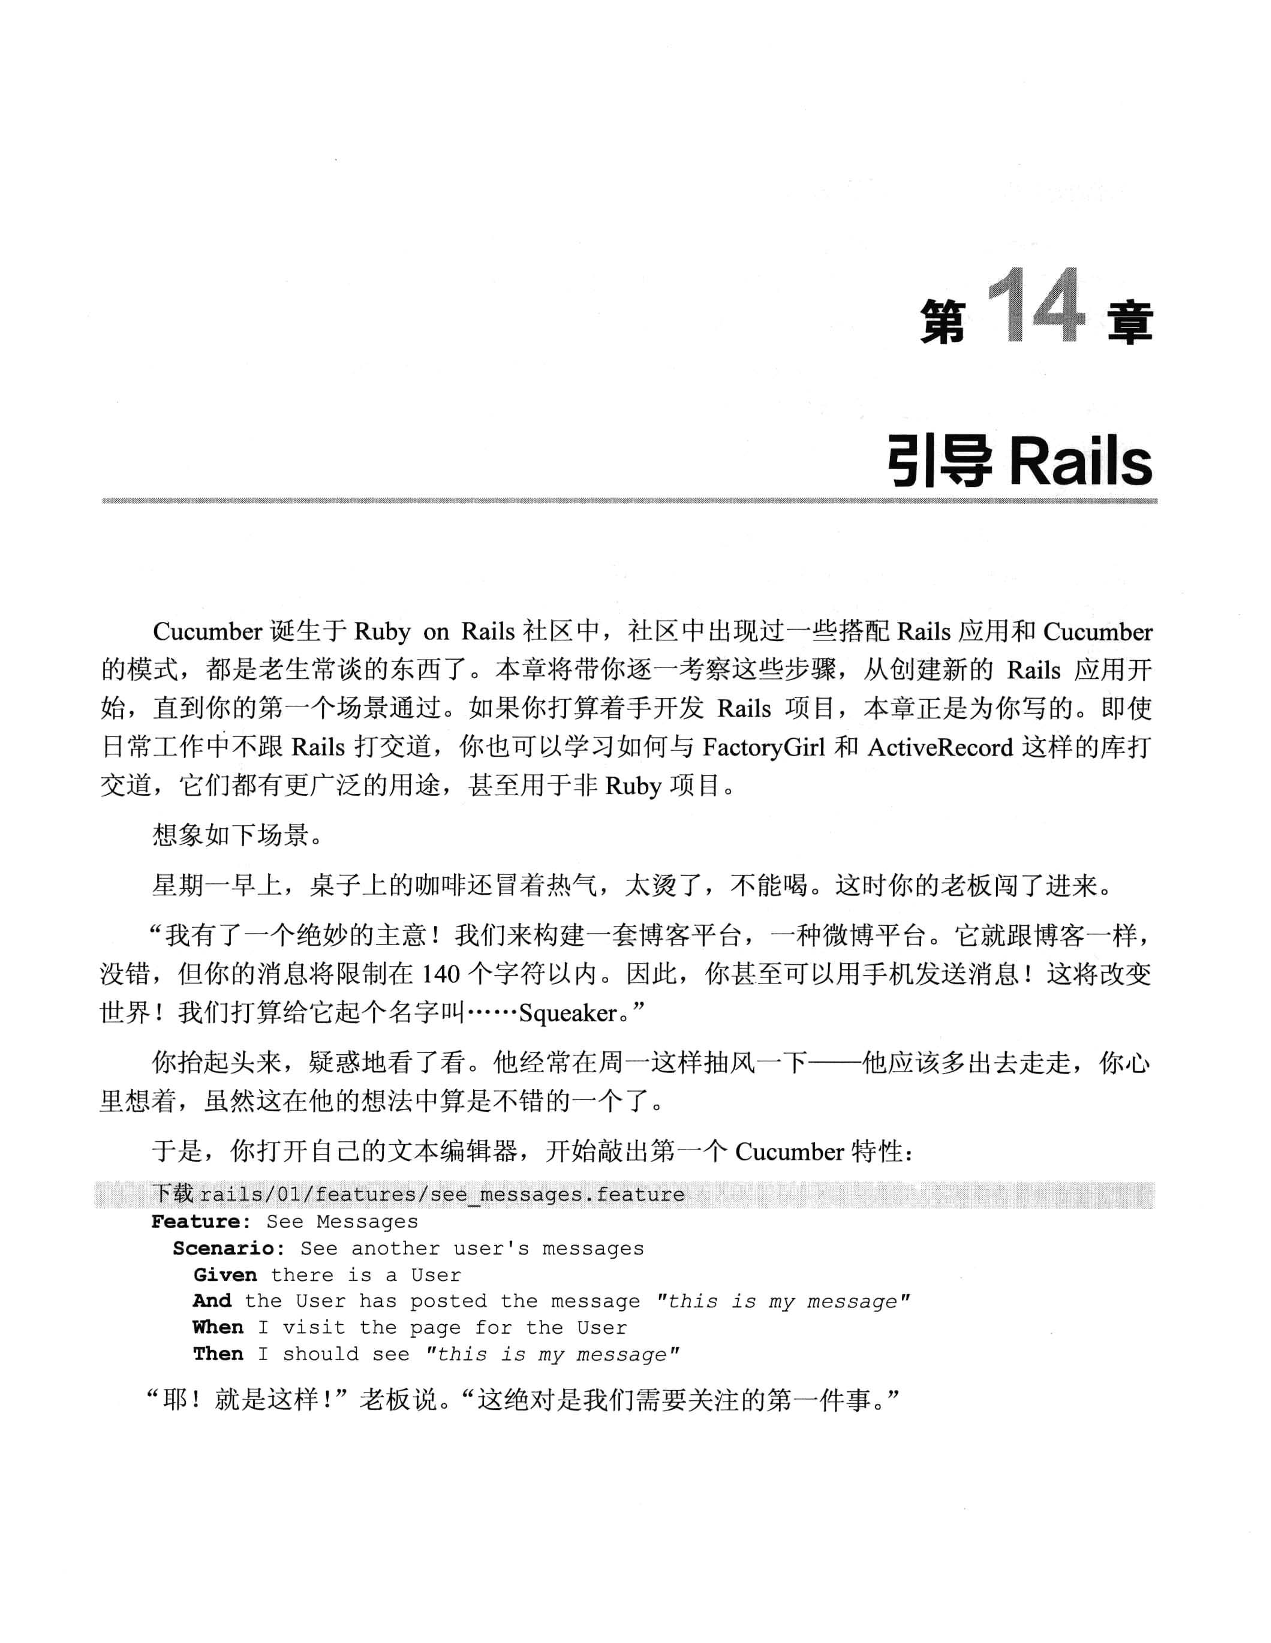 第14章
引导 Rails
Cucumber 诞生于 Ruby on Rails 社区中，社区中出现过一些搭配 Rails 应用和 Cucumber
的模式，都是老生常谈的东西了。本章将带你逐一考察这些步骤，从创建新的 Rails 应用开
始，直到你的第一个场景通过。如果你打算着手开发 Rails 项目，本章正是为你写的。即使
日常工作中不跟 Rails 打交道，你也可以学习如何与 FactoryGirl 和 ActiveRecord 这样的库打
交道，它们都有更广泛的用途，甚至用于非 Ruby 项目。
想象如下场景。
星期一早上，桌子上的咖啡还冒着热气，太烫了，不能喝。这时你的老板闯了进来。
“我有了一个绝妙的主意！我们来构建一套博客平台，一种微博平台。它就跟博客一样，
没错，但你的消息将限制在 140 个字符以内。因此，你甚至可以用手机发送消息！这将改变
世界！我们打算给它起个名字叫……Squeaker。”
你抬起头来，疑惑地看了看。他经常在周一这样抽风一下——他应该多出去走走，你心
里想着，虽然这在他的想法中算是不错的一个了。
于是，你打开自己的文本编辑器，开始敲出第一个 Cucumber 特性：
下载 rails/01/features/see_messages.feature
Feature: See Messages
Scenario: See another user's messages
Given there is a User
And the User has posted the message "this is my message"
When I visit the page for the User
Then I should see "this is my message"
“耶！就是这样！”老板说。“这绝对是我们需要关注的第一件事。”